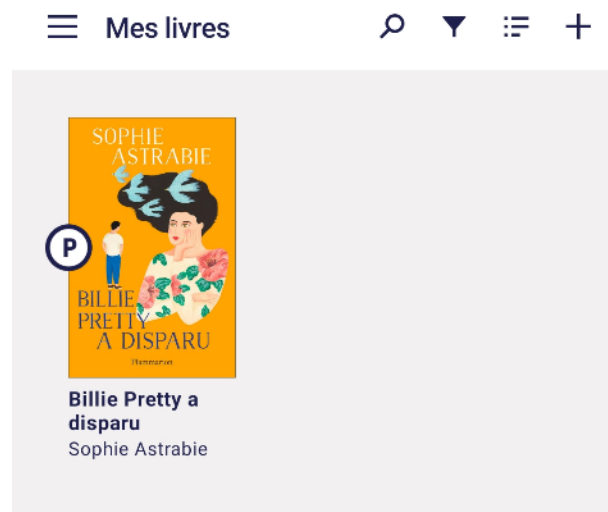 Mes livres
SOPHIE
ASTRABIE
P
BILLIE
PRETTY
A DISPARU
Flammarion
Billie Pretty a
disparu
Sophie Astrabie